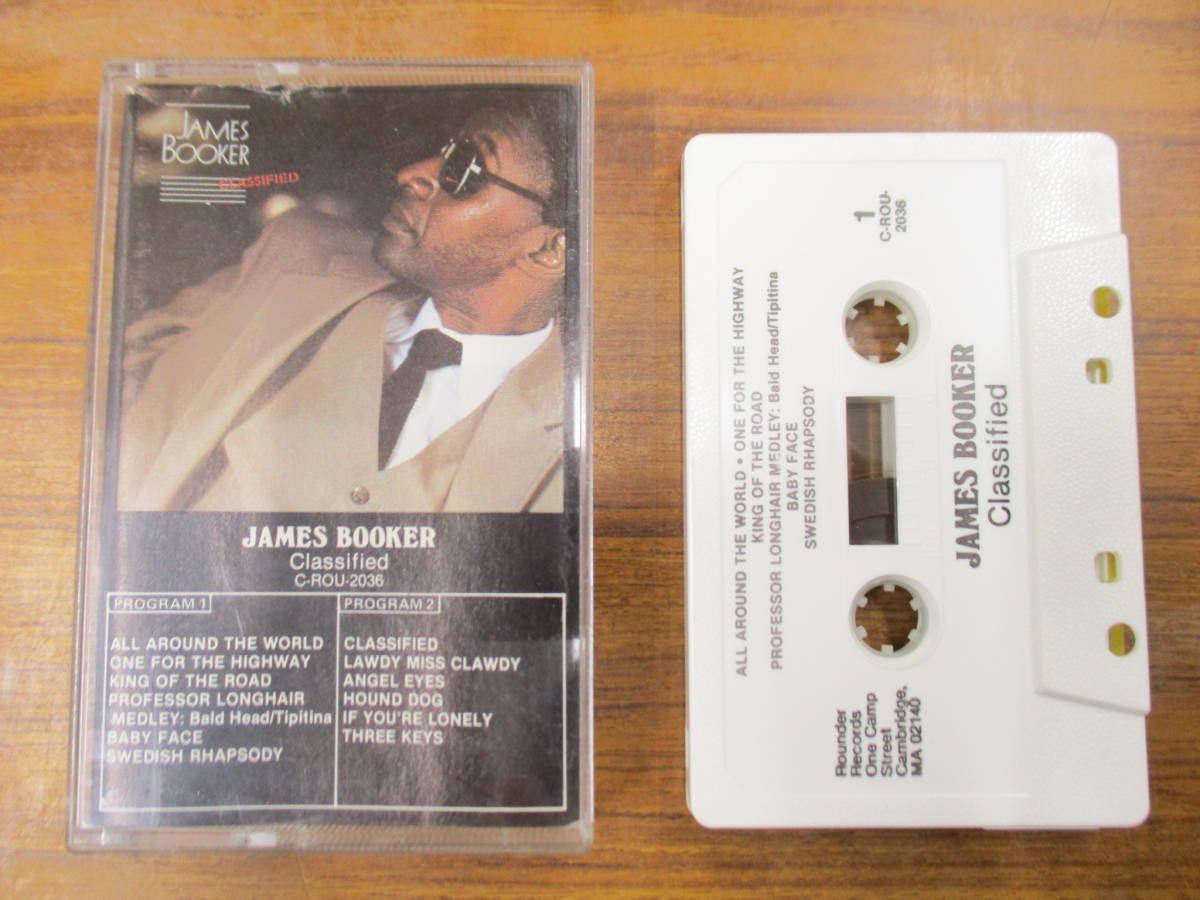 JAMES
BOOKER
CLASSIFIED
JAMES BOOKER
Classified
C-ROU-2036
PROGRAM 1
ALL AROUND THE WORLD
ONE FOR THE HIGHWAY
KING OF THE ROAD
PROFESSOR LONGHAIR
MEDLEY: Bald Head/Tipitina
BABY FACE
SWEDISH RHAPSODY
PROGRAM 2
CLASSIFIED
LAWDY MISS CLAWDY
ANGEL EYES
HOUND DOG
IF YOU'RE LONELY
THREE KEYS
ALL AROUND THE WORLD • ONE FOR THE HIGHWAY
KING OF THE ROAD
PROFESSOR LONGHAIR MEDLEY: Bald Head/Tipitina
BABY FACE
SWEDISH RHAPSODY
1
C-ROU-
2036
JAMES BOOKER
Classified
Rounder
Records
One Camp
Street
Cambridge,
MA 02140